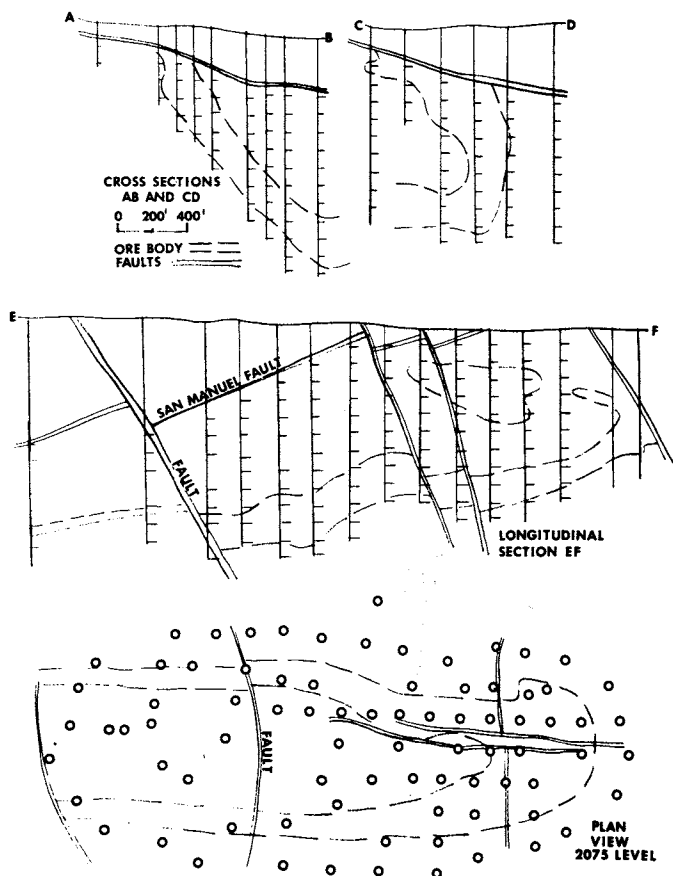 A
B
C
D
CROSS SECTIONS
AB AND CD
0 200' 400'
ORE BODY
FAULTS
E
F
SAN MANUEL FAULT
FAULT
LONGITUDINAL
SECTION EF
FAULT
PLAN
VIEW
2075 LEVEL